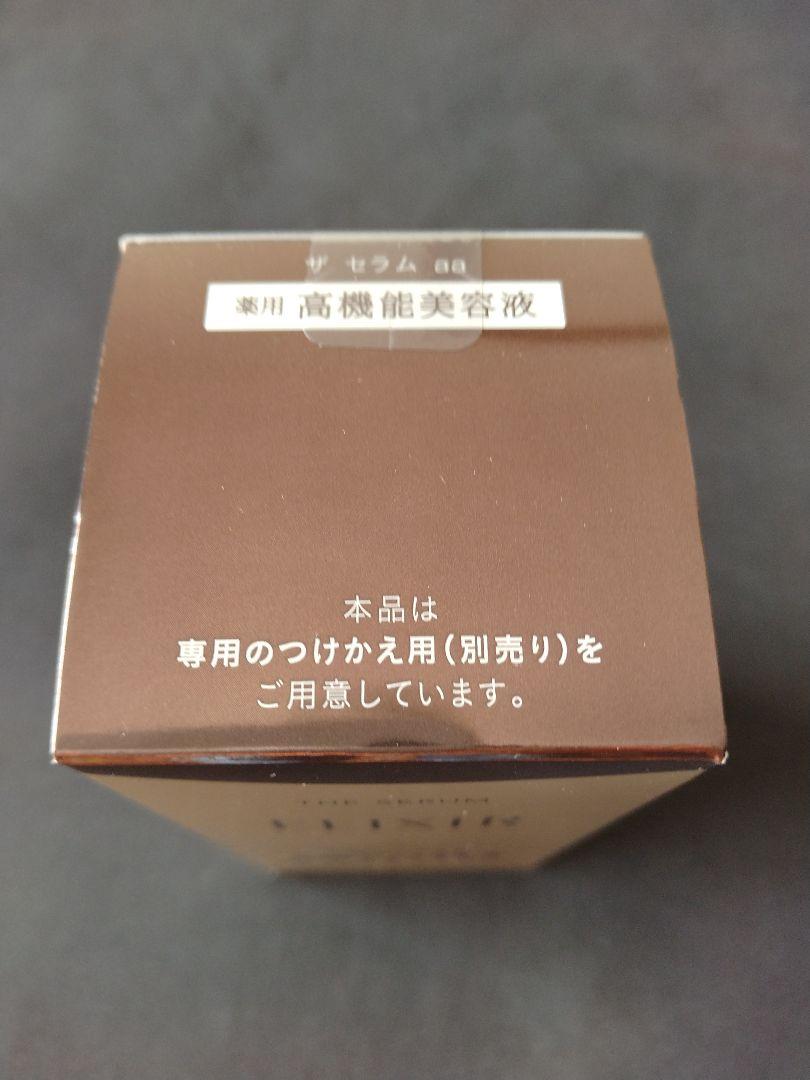 ザ セラム aa
薬用 高機能美容液
本品は
専用のつけかえ用(別売り)を
ご用意しています。
THE SERUM
ELIXIR